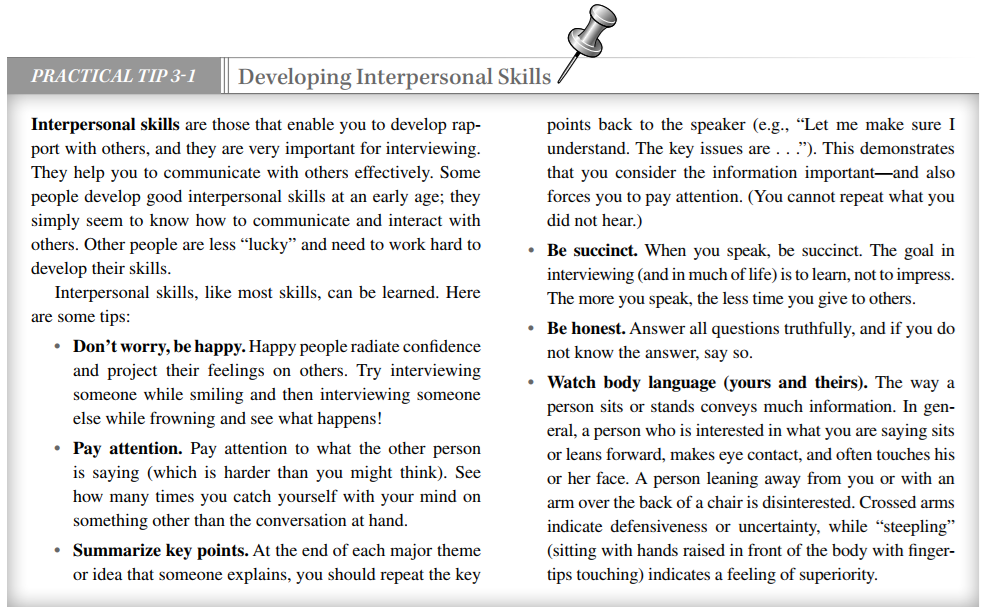 PRACTICAL TIP 3-1
Developing Interpersonal Skills
Interpersonal skills are those that enable you to develop rap-
port with others, and they are very important for interviewing.
They help you to communicate with others effectively. Some
people develop good interpersonal skills at an early age; they
simply seem to know how to communicate and interact with
others. Other people are less “lucky” and need to work hard to
develop their skills.
Interpersonal skills, like most skills, can be learned. Here
are some tips:
• Don’t worry, be happy. Happy people radiate confidence
and project their feelings on others. Try interviewing
someone while smiling and then interviewing someone
else while frowning and see what happens!
• Pay attention. Pay attention to what the other person
is saying (which is harder than you might think). See
how many times you catch yourself with your mind on
something other than the conversation at hand.
• Summarize key points. At the end of each major theme
or idea that someone explains, you should repeat the key
points back to the speaker (e.g., “Let me make sure I
understand. The key issues are . . .”). This demonstrates
that you consider the information important—and also
forces you to pay attention. (You cannot repeat what you
did not hear.)
• Be succinct. When you speak, be succinct. The goal in
interviewing (and in much of life) is to learn, not to impress.
The more you speak, the less time you give to others.
• Be honest. Answer all questions truthfully, and if you do
not know the answer, say so.
• Watch body language (yours and theirs). The way a
person sits or stands conveys much information. In gen-
eral, a person who is interested in what you are saying sits
or leans forward, makes eye contact, and often touches his
or her face. A person leaning away from you or with an
arm over the back of a chair is disinterested. Crossed arms
indicate defensiveness or uncertainty, while “steepling”
(sitting with hands raised in front of the body with finger-
tips touching) indicates a feeling of superiority.